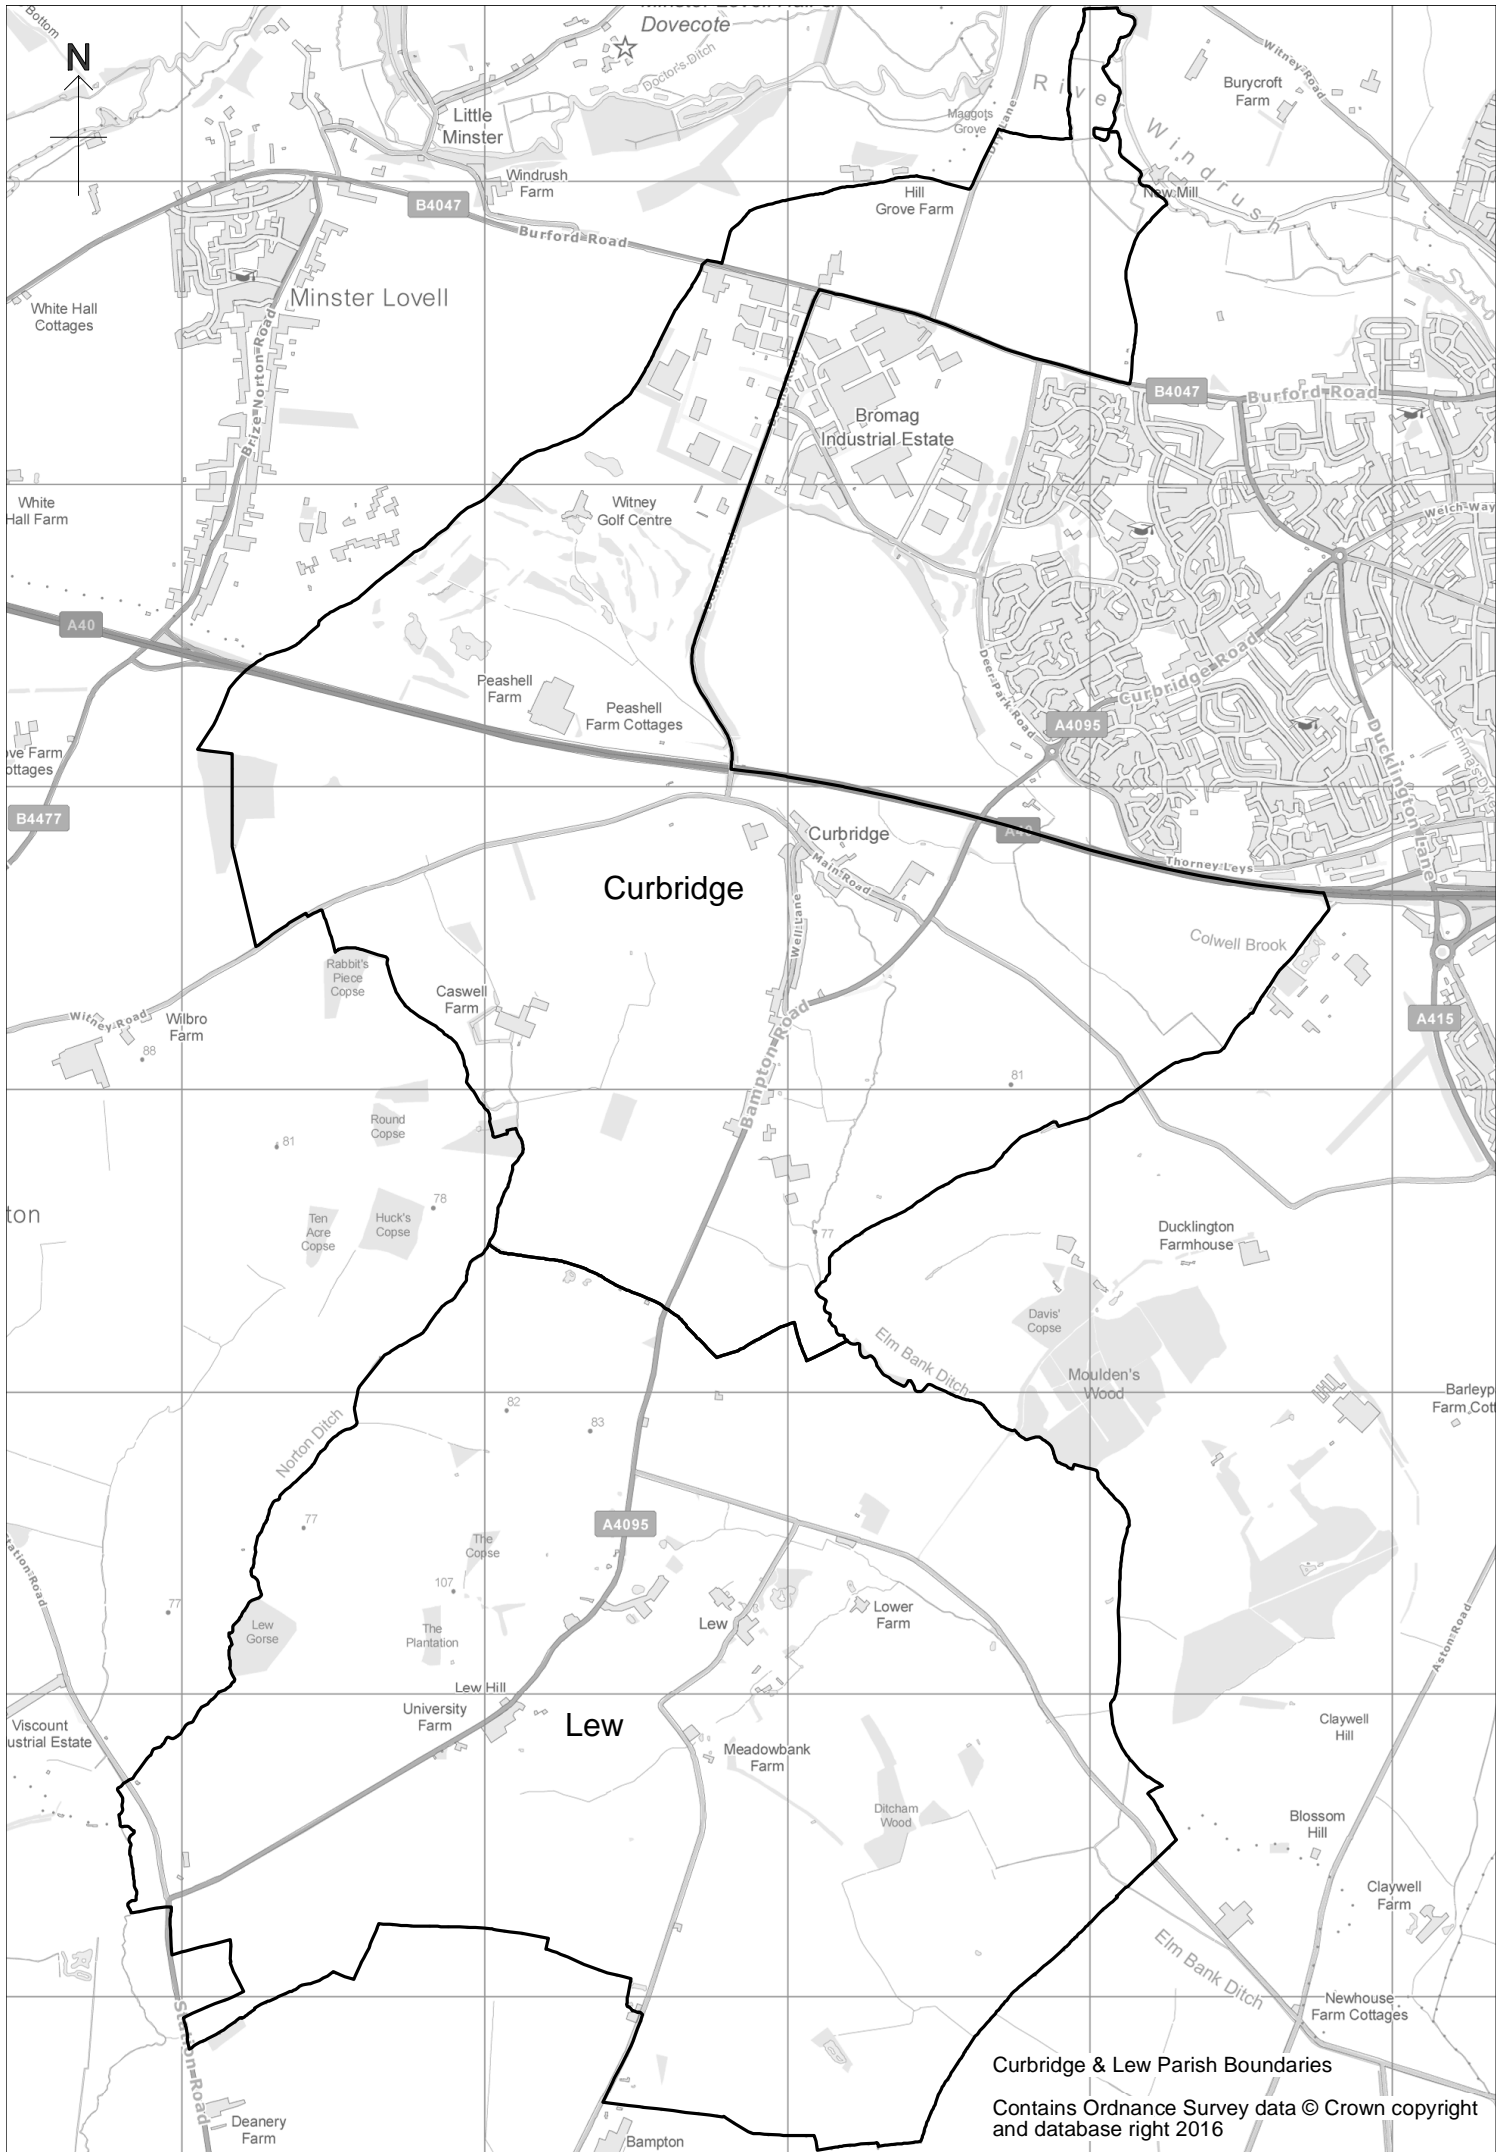 Bottom
Dovecote
N
Doctor's Ditch
Little
Minster
Windrush
Farm
B4047
Burford Road
Maggots
Grove
Dry Lane
River Windrush
Burycroft
Farm
Witney Road
Hill
Grove Farm
New Mill
White Hall
Cottages
Minster Lovell
Brize Norton Road
B4047
Burford Road
Bromag
Industrial Estate
White
Hall Farm
Witney
Golf Centre
Welch Way
A40
Peashell
Farm
Peashell
Farm Cottages
Deer Park Road
Curbridge Road
A4095
Ducklington Lane
B4477
Curbridge
A40
Main Road
Thorney Leys
Curbridge
Well Lane
Colwell Brook
Rabbit's
Piece
Copse
Caswell
Farm
Witney Road
Wilbro
Farm
88
A415
Bampton Road
81
Round
Copse
81
78
Ten
Acre
Copse
Huck's
Copse
ton
77
Ducklington
Farmhouse
Davis'
Copse
Elm Bank Ditch
Moulden's
Wood
82
83
Norton Ditch
77
A4095
The
Copse
107
77
Lew
Gorse
The
Plantation
Lew
Lower
Farm
Aston Road
Lew Hill
University
Farm
Lew
Viscount
ustrial Estate
Meadowbank
Farm
Claywell
Hill
Ditcham
Wood
Blossom
Hill
Claywell
Farm
Elm Bank Ditch
Newhouse
Farm Cottages
Station Road
Deanery
Farm
Bampton
Curbridge & Lew Parish Boundaries
Contains Ordnance Survey data © Crown copyright
and database right 2016